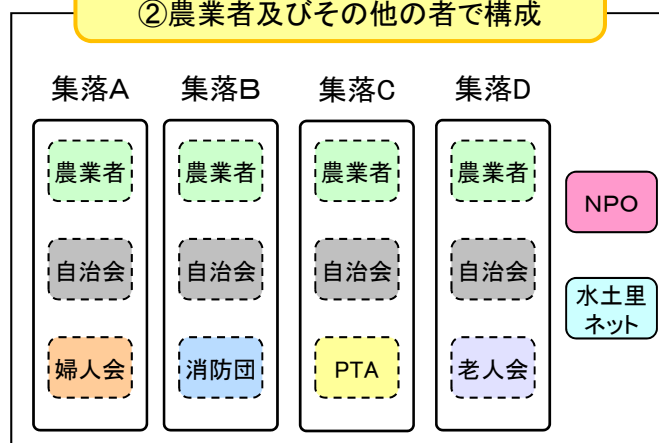 ②農業者及びその他の者で構成
集落A 集落B 集落C 集落D
農業者 農業者 農業者 農業者
NPO
自治会 自治会 自治会 自治会
水土里
ネット
婦人会 消防団 PTA 老人会